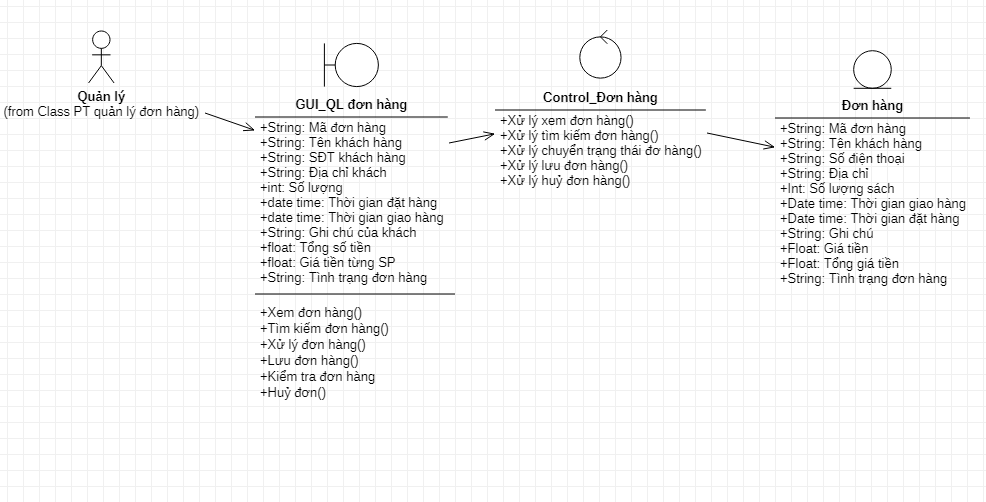 Quản lý
(from Class PT quản lý đơn hàng)
GUI_QL đơn hàng
+String: Mã đơn hàng
+String: Tên khách hàng
+String: SĐT khách hàng
+String: Địa chỉ khách
+int: Số lượng
+date time: Thời gian đặt hàng
+date time: Thời gian giao hàng
+String: Ghi chú của khách
+float: Tổng số tiền
+float: Giá tiền từng SP
+String: Tình trạng đơn hàng
+Xem đơn hàng()
+Tìm kiếm đơn hàng()
+Xử lý đơn hàng()
+Lưu đơn hàng()
+Kiểm tra đơn hàng
+Huỷ đơn()
Control_Đơn hàng
+Xử lý xem đơn hàng()
+Xử lý tìm kiếm đơn hàng()
+Xử lý chuyển trạng thái đơ hàng()
+Xử lý lưu đơn hàng()
+Xử lý huỷ đơn hàng()
Đơn hàng
+String: Mã đơn hàng
+String: Tên khách hàng
+String: Số điện thoại
+String: Địa chỉ
+Int: Số lượng sách
+Date time: Thời gian giao hàng
+Date time: Thời gian đặt hàng
+String: Ghi chú
+Float: Giá tiền
+Float: Tổng giá tiền
+String: Tình trạng đơn hàng